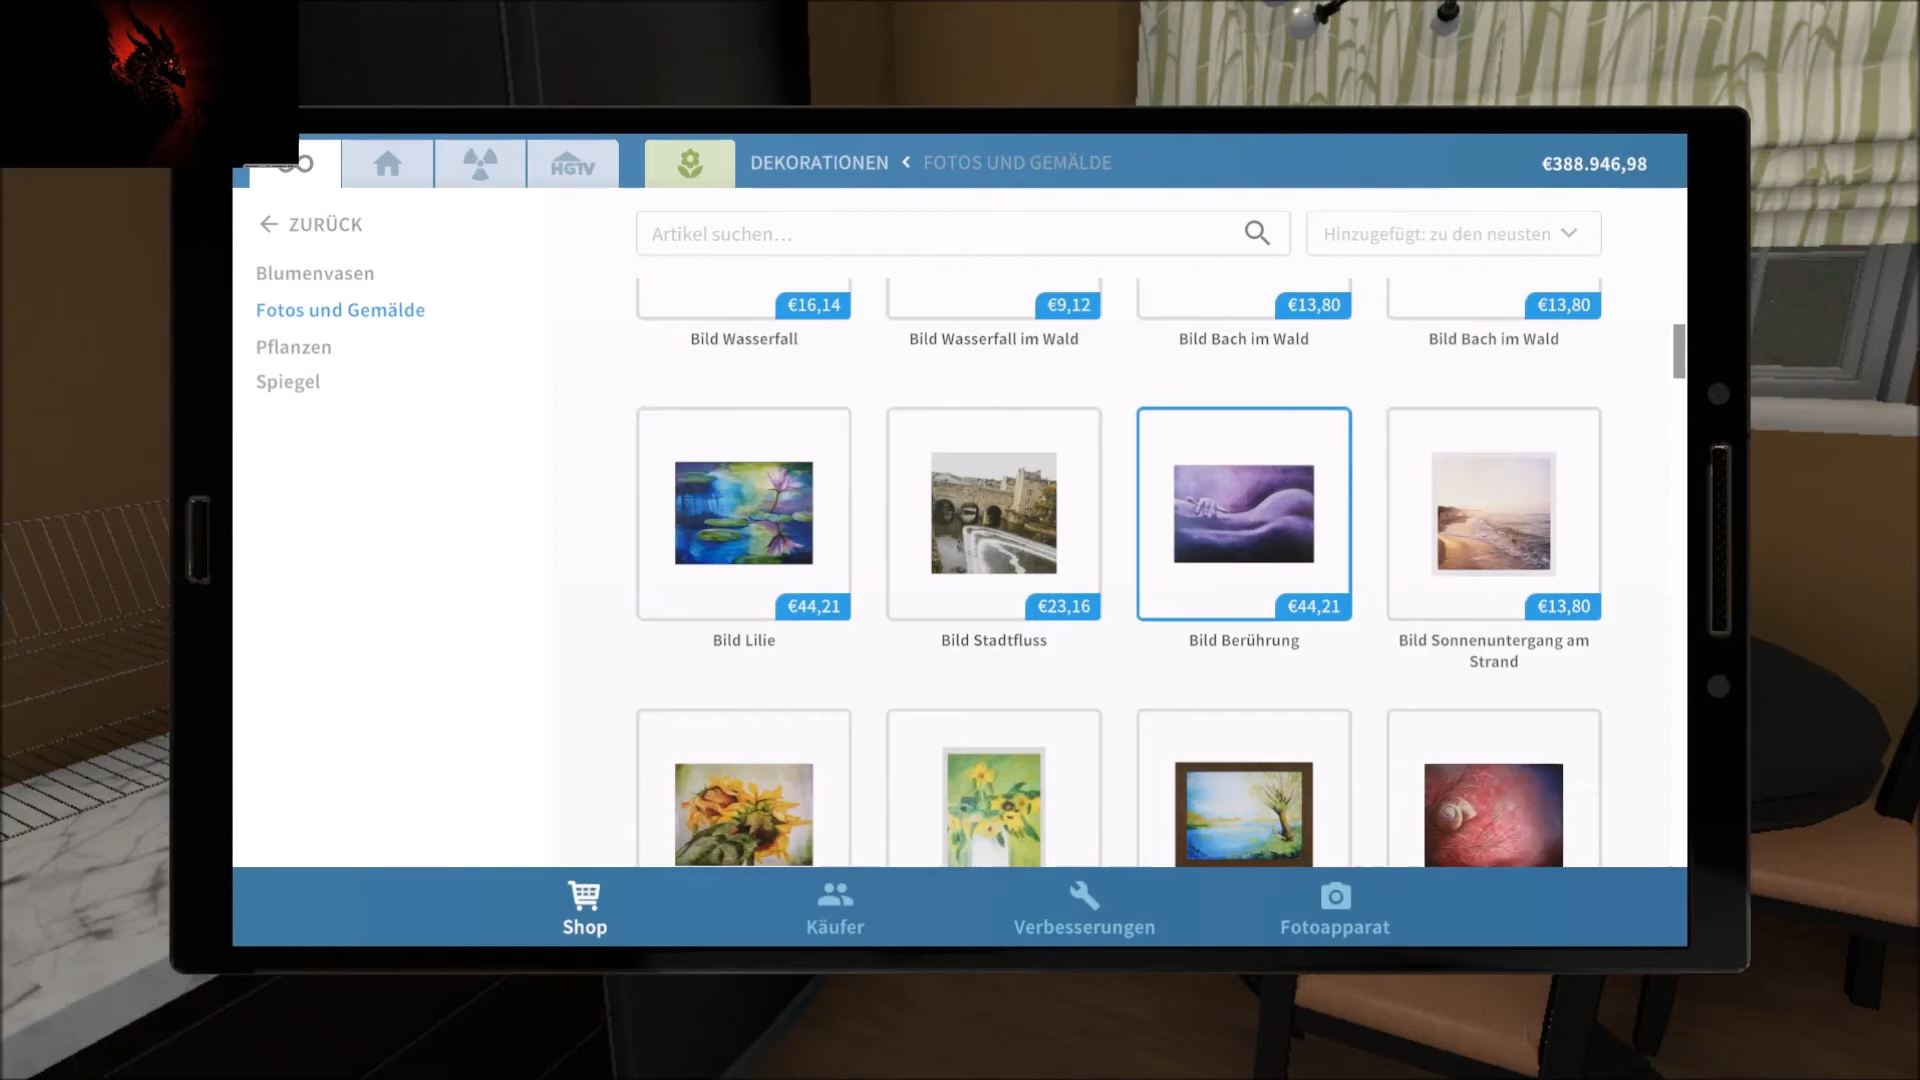 HGTV
DEKORATIONEN < FOTOS UND GEMÄLDE
€388.946,98
← ZURÜCK
Blumenvasen
Fotos und Gemälde
Pflanzen
Spiegel
Artikel suchen...
Hinzugefügt: zu den neusten
€16,14
€9,12
€13,80
€13,80
Bild Wasserfall
Bild Wasserfall im Wald
Bild Bach im Wald
Bild Bach im Wald
€44,21
€23,16
€44,21
€13,80
Bild Lilie
Bild Stadtfluss
Bild Berührung
Bild Sonnenuntergang am
Strand
Shop
Käufer
Verbesserungen
Fotoapparat